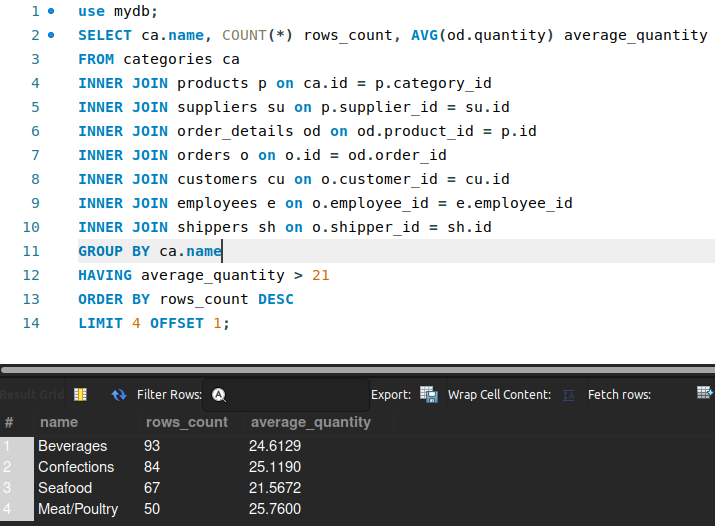 1 use mydb;
2 SELECT ca.name, COUNT(*) rows_count, AVG(od.quantity) average_quantity
3 FROM categories ca
4 INNER JOIN products p on ca.id = p.category_id
5 INNER JOIN suppliers su on p.supplier_id = su.id
6 INNER JOIN order_details od on od.product_id = p.id
7 INNER JOIN orders o on o.id = od.order_id
8 INNER JOIN customers cu on o.customer_id = cu.id
9 INNER JOIN employees e on o.employee_id = e.employee_id
10 INNER JOIN shippers sh on o.shipper_id = sh.id
11 GROUP BY ca.name
12 HAVING average_quantity > 21
13 ORDER BY rows_count DESC
14 LIMIT 4 OFFSET 1;
Result Grid Filter Rows: A Export: Wrap Cell Content: IA Fetch rows:
# name rows_count average_quantity
1 Beverages 93 24.6129
2 Confections 84 25.1190
3 Seafood 67 21.5672
4 Meat/Poultry 50 25.7600